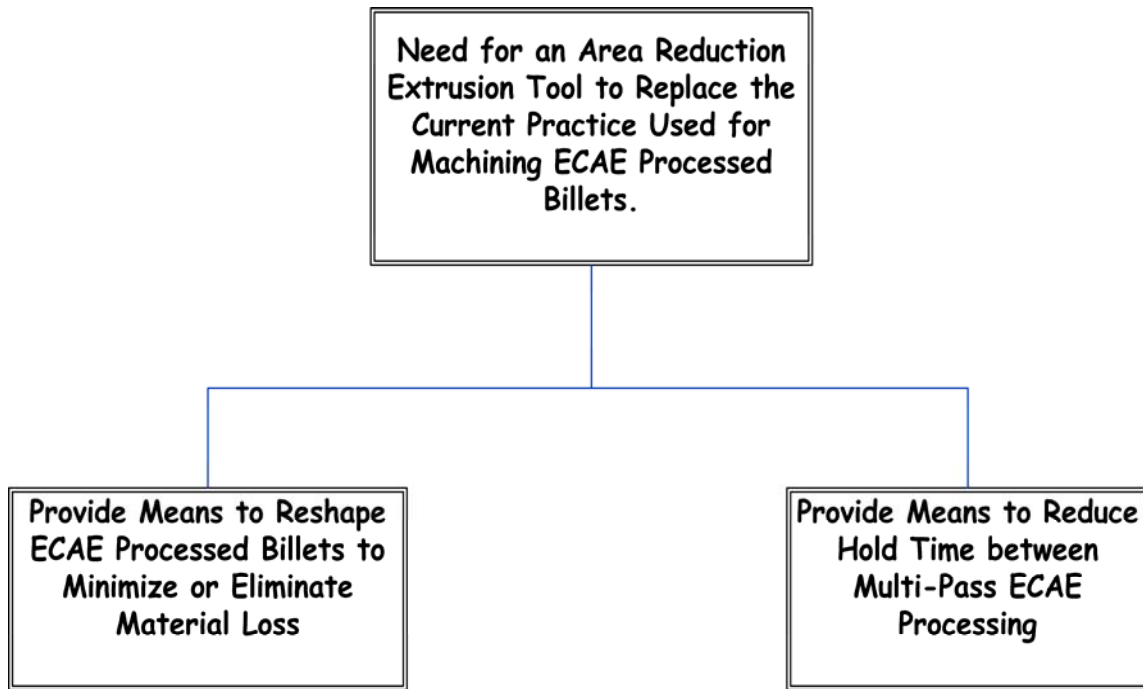 Need for an Area Reduction
Extrusion Tool to Replace the
Current Practice Used for
Machining ECAE Processed
Billets.
Provide Means to Reshape
ECAE Processed Billets to
Minimize or Eliminate
Material Loss
Provide Means to Reduce
Hold Time between
Multi-Pass ECAE
Processing